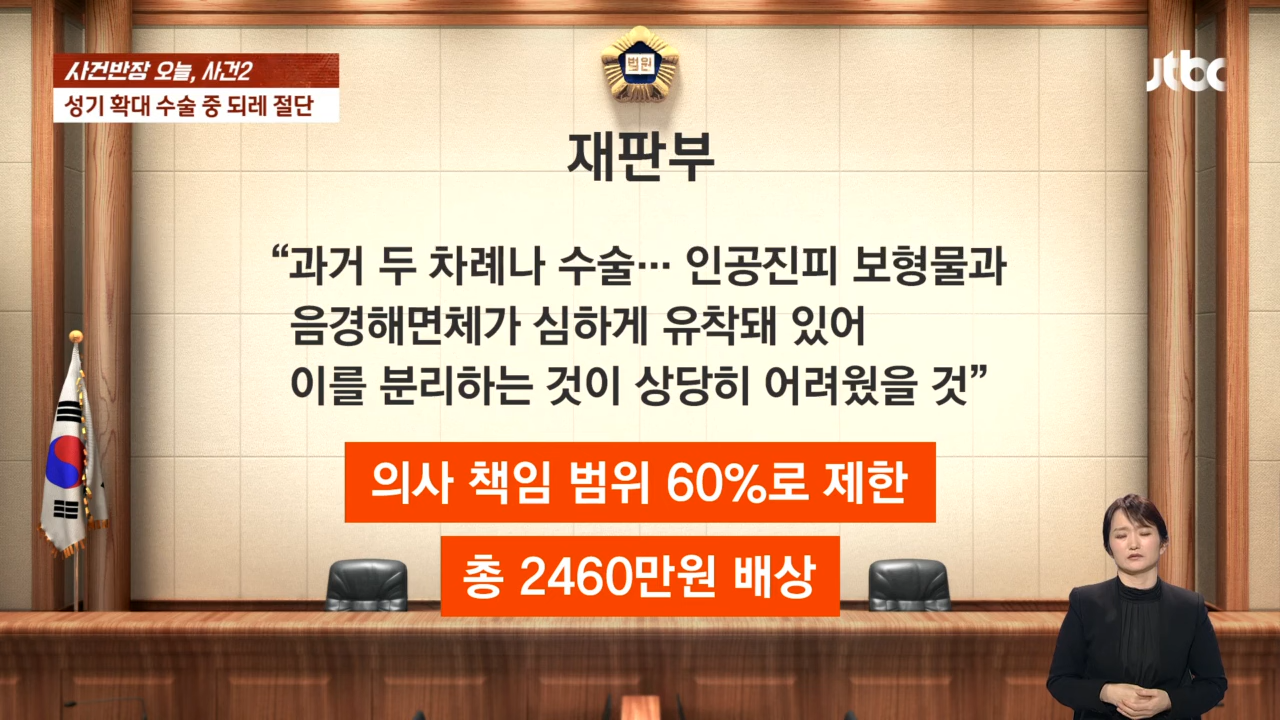 사건반장 오늘, 사건2
성기 확대 수술 중 되레 절단
jtbc
법원
재판부
“과거 두 차례나 수술… 인공진피 보형물과
음경해면체가 심하게 유착돼 있어
이를 분리하는 것이 상당히 어려웠을 것”
의사 책임 범위 60%로 제한
총 2460만원 배상